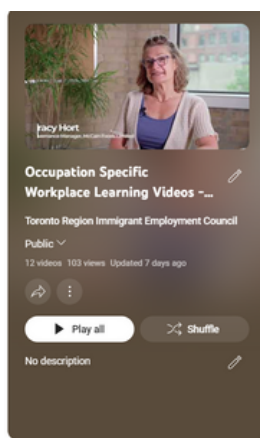 Tracy Hort
Occupation Specific
Workplace Learning Videos -...
Toronto Region Immigrant Employment Council
Public
12 videos 103 views Updated 7 days ago
Play all
Shuffle
No description